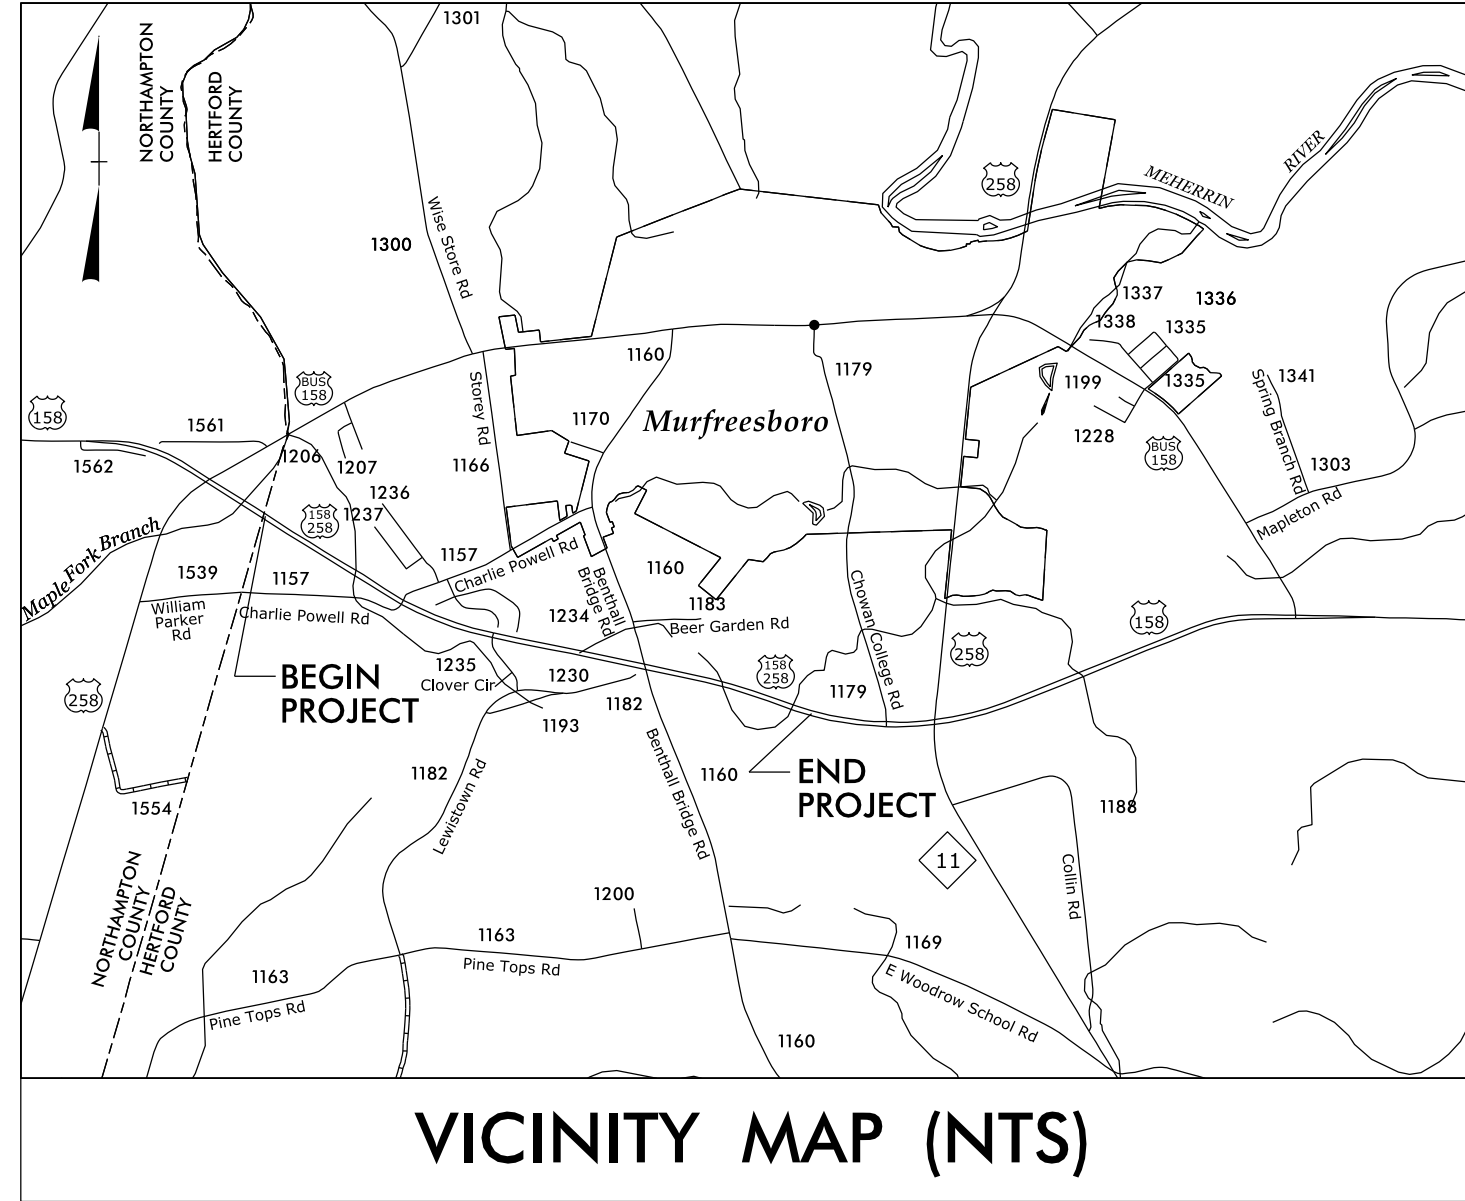 1301
NORTHAMPTON
COUNTY
HERTFORD
COUNTY
258
MEHERRIN
RIVER
1300
Wise Store Rd
1337
1336
1338
1335
1160
1179
BUS
158
158
1561
1562
1206
1207
Storey Rd
1166
1170
Murfreesboro
1199
1335
1228
BUS
158
Spring Branch Rd
1341
1303
Mapleton Rd
1236
1237
158
258
Maple Fork Branch
1539
1157
William
Parker
Rd
Charlie Powell Rd
1157
Charlie Powell Rd
Benthall
Bridge Rd
1160
1234
1183
Beer Garden Rd
Chowan College Rd
1179
158
258
258
158
258
BEGIN
PROJECT
1235
Clover Cir
1230
1182
1193
1182
Lewistown Rd
Benthall Bridge Rd
1160
END
PROJECT
1188
1554
11
Collin Rd
NORTHAMPTON
COUNTY
HERTFORD
COUNTY
1200
1163
Pine Tops Rd
1163
Pine Tops Rd
1169
E Woodrow School Rd
1160
VICINITY MAP (NTS)